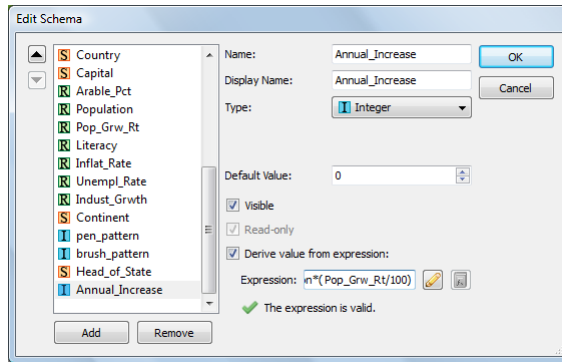 Edit Schema
S Country
S Capital
R Arable_Pct
R Population
R Pop_Grw_Rt
R Literacy
R Inflat_Rate
R Unempl_Rate
R Indust_Grwth
S Continent
I pen_pattern
I brush_pattern
S Head_of_State
I Annual_Increase
Add Remove
Name: Annual_Increase
Display Name: Annual_Increase
Type: I Integer
Default Value: 0
Visible
Read-only
Derive value from expression:
Expression: n*( Pop_Grw_Rt/100)
The expression is valid.
OK
Cancel